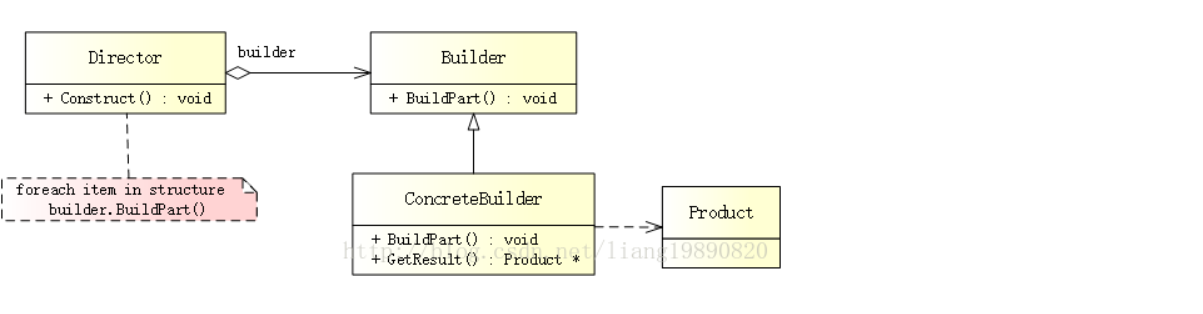 Director
+ Construct() : void
builder
Builder
+ BuildPart() : void
foreach item in structure
builder.BuildPart()
ConcreteBuilder
+ BuildPart() : void
+ GetResult() : Product *
Product
http://blog.csdn.net/liang19890820